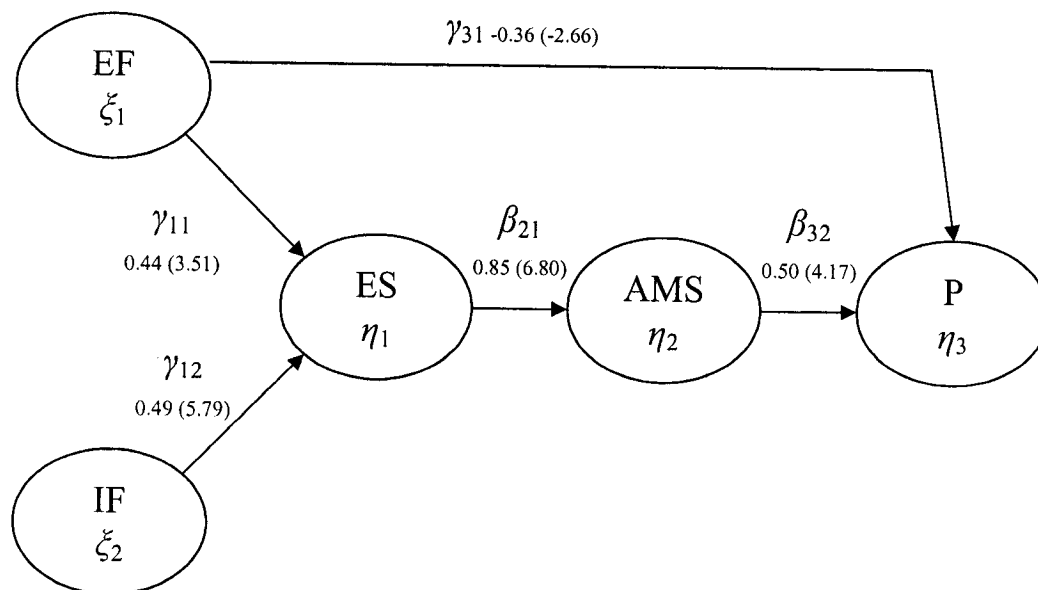 γ31 -0.36 (-2.66)
EF
ξ1
γ11
0.44 (3.51)
β21
0.85 (6.80)
β32
0.50 (4.17)
ES
η1
AMS
η2
P
η3
γ12
0.49 (5.79)
IF
ξ2